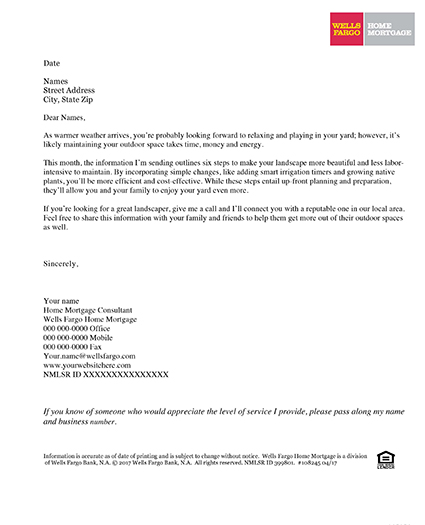 WELLS FARGO HOME MORTGAGE
Date
Names
Street Address
City, State Zip
Dear Names,
As warmer weather arrives, you're probably looking forward to relaxing and playing in your yard; however, it's
likely maintaining your outdoor space takes time, money and energy.
This month, the information I'm sending outlines six steps to make your landscape more beautiful and less labor-
intensive to maintain. By incorporating simple changes, like adding smart irrigation timers and growing native
plants, you'll be more efficient and cost-effective. While these steps entail up-front planning and preparation,
they'll allow you and your family to enjoy your yard even more.
If you're looking for a great landscaper, give me a call and I'll connect you with a reputable one in our local area.
Feel free to share this information with your family and friends to help them get more out of their outdoor spaces
as well.
Sincerely,
Your name
Home Mortgage Consultant
Wells Fargo Home Mortgage
000 000-0000 Office
000 000-0000 Mobile
000 000-0000 Fax
Your.name@wellsfargo.com
www.yourwebsitehere.com
NMLSR ID XXXXXXXXXXXXXXX
If you know of someone who would appreciate the level of service I provide, please pass along my name
and business number.
Information is accurate as of date of printing and is subject to change without notice. Wells Fargo Home Mortgage is a division
of Wells Fargo Bank, N.A. © 2017 Wells Fargo Bank, N.A. All rights reserved. NMLSR ID 399801. #108245 04/17